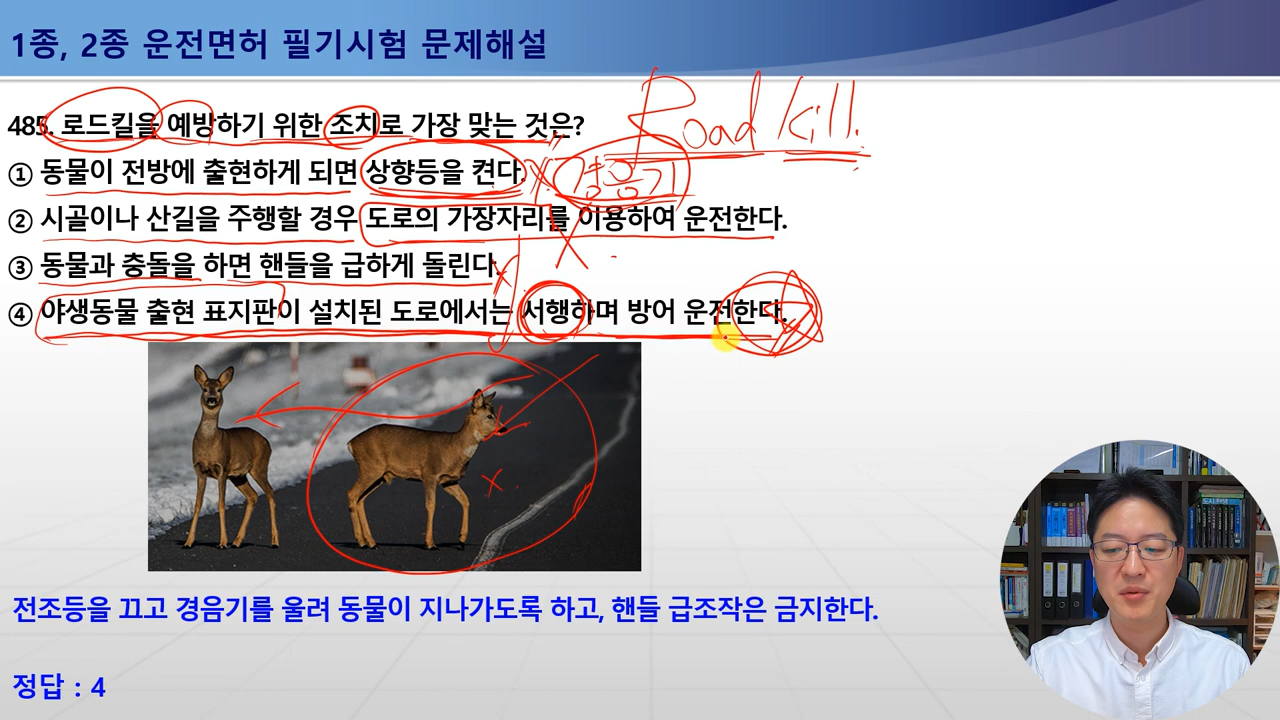 1종, 2종 운전면허 필기시험 문제해설
Road kill.
485. 로드킬을 예방하기 위한 조치로 가장 맞는 것은?
① 동물이 전방에 출현하게 되면 상향등을 켠다.
경음기
② 시골이나 산길을 주행할 경우 도로의 가장자리를 이용하여 운전한다.
③ 동물과 충돌을 하면 핸들을 급하게 돌린다.
④ 야생동물 출현 표지판이 설치된 도로에서는 서행하며 방어 운전한다.
전조등을 끄고 경음기를 울려 동물이 지나가도록 하고, 핸들 급조작은 금지한다.
정답 : 4